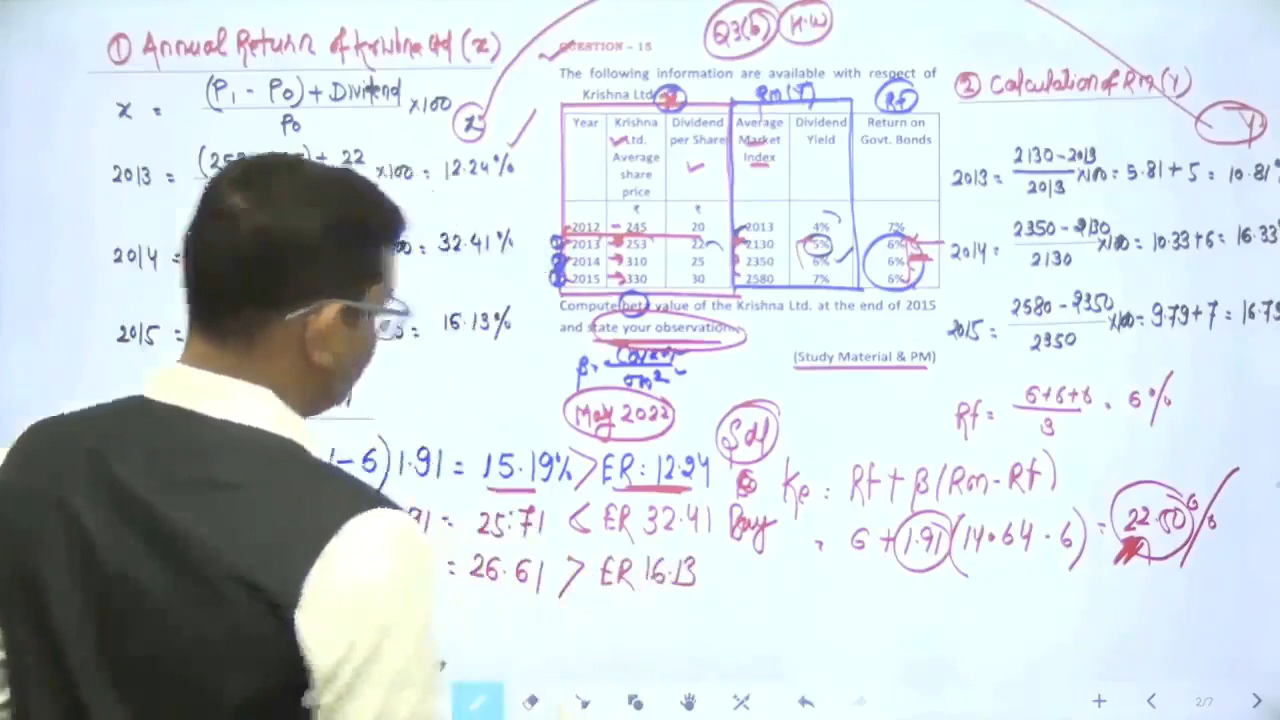 Q3(b) H.W
① Annual Return of Krishna Ltd (x)
x = (P1 - P0) + Dividend / P0 x100
x
2013 = + 22 x100 = 12.24%
2014 = = 32.41%
2015 = = 16.13%
QUESTION – 15
The following information are available with respect of
Krishna Ltd.
Rm(Y) Rf
Year Krishna Ltd. Average share price Dividend per Share Average Market Index Dividend Yield Return on Govt. Bonds
₹ ₹
2012 245 20 2013 4% 7%
2013 253 22 2130 5% 6%
2014 310 25 2350 6% 6%
2015 330 30 2580 7% 6%
Compute beta value of the Krishna Ltd. at the end of 2015
and state your observation.
(Study Material & PM)
May 2022
② Calculation of Rm (Y)
Y
2013 = 2130 - 2013 / 2013 x100 = 5.81 + 5 = 10.81%
2014 = 2350 - 2130 / 2130 x100 = 10.33 + 6 = 16.33
2015 = 2580 - 2350 / 2350 x100 = 9.79 + 7 = 16.79
Rf = 6+6+6 / 3 = 6%
- 6) 1.91 = 15.19% > ER = 12.24 Sell
= 25.71 < ER 32.41 Buy
= 26.61 > ER 16.13
Ke = Rf + β(Rm - Rf)
= 6 + 1.91 (14.64 - 6) = 22.50%
2/7